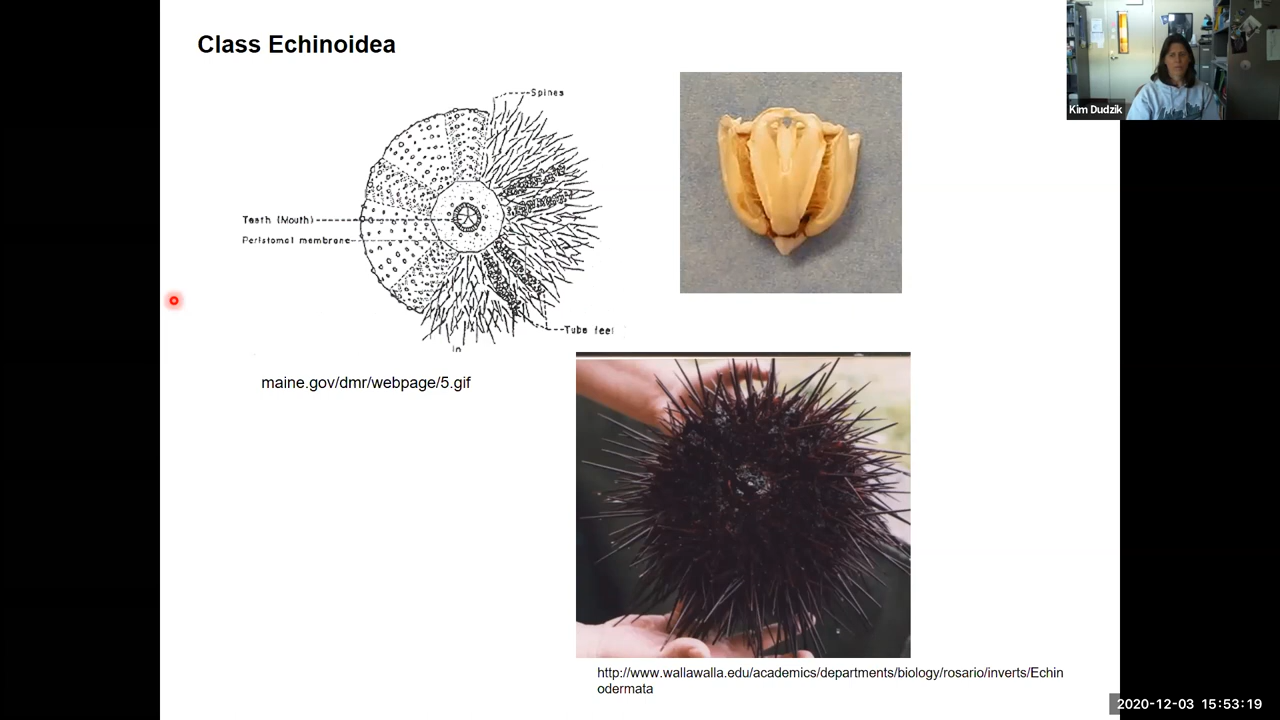 Class Echinoidea
Kim Dudzik
Spines
Teeth (Mouth)
Peristomal membrane
Tube feet
maine.gov/dmr/webpage/5.gif
http://www.wallawalla.edu/academics/departments/biology/rosario/inverts/Echin
odermata
2020-12-03 15:53:19